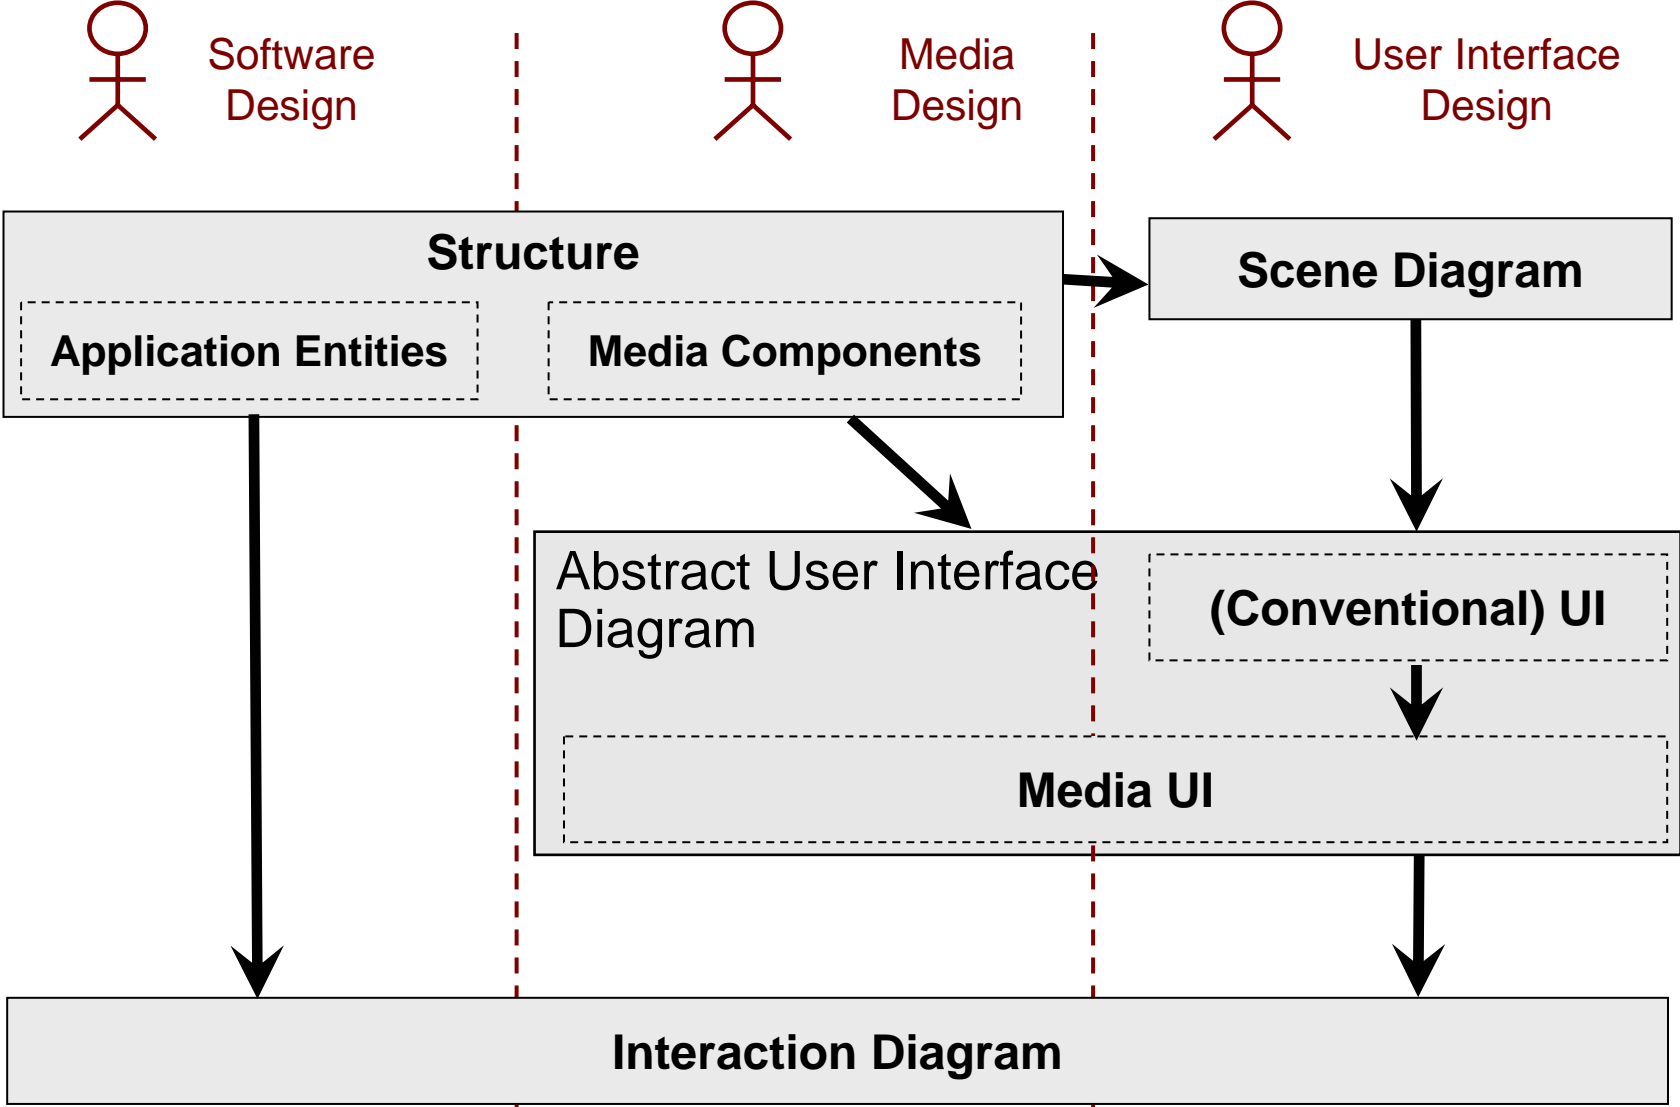 Software
Design
Media
Design
User Interface
Design
Structure
Application Entities
Media Components
Scene Diagram
Abstract User Interface
Diagram
(Conventional) UI
Media UI
Interaction Diagram